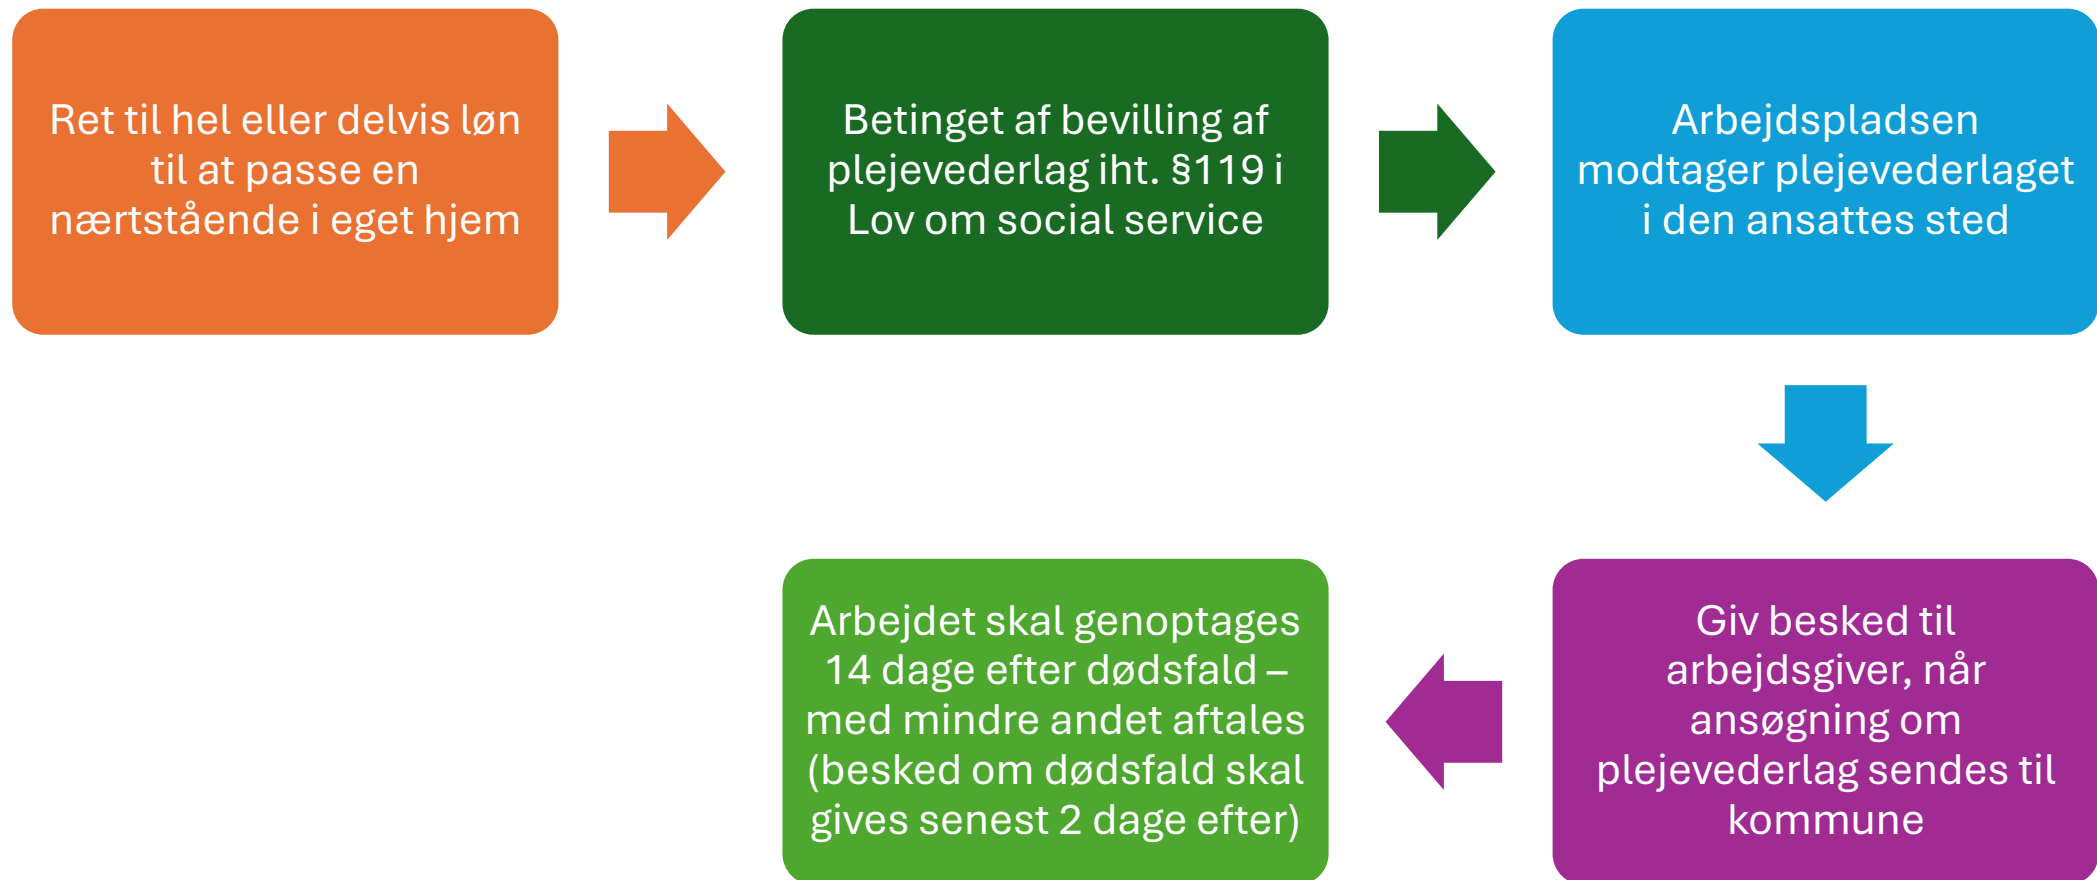 Ret til hel eller delvis løn
til at passe en
nærtstående i eget hjem
Betinget af bevilling af
plejevederlag iht. §119 i
Lov om social service
Arbejdspladsen
modtager plejevederlaget
i den ansattes sted
Giv besked til
arbejdsgiver, når
ansøgning om
plejevederlag sendes til
kommune
Arbejdet skal genoptages
14 dage efter dødsfald –
med mindre andet aftales
(besked om dødsfald skal
gives senest 2 dage efter)